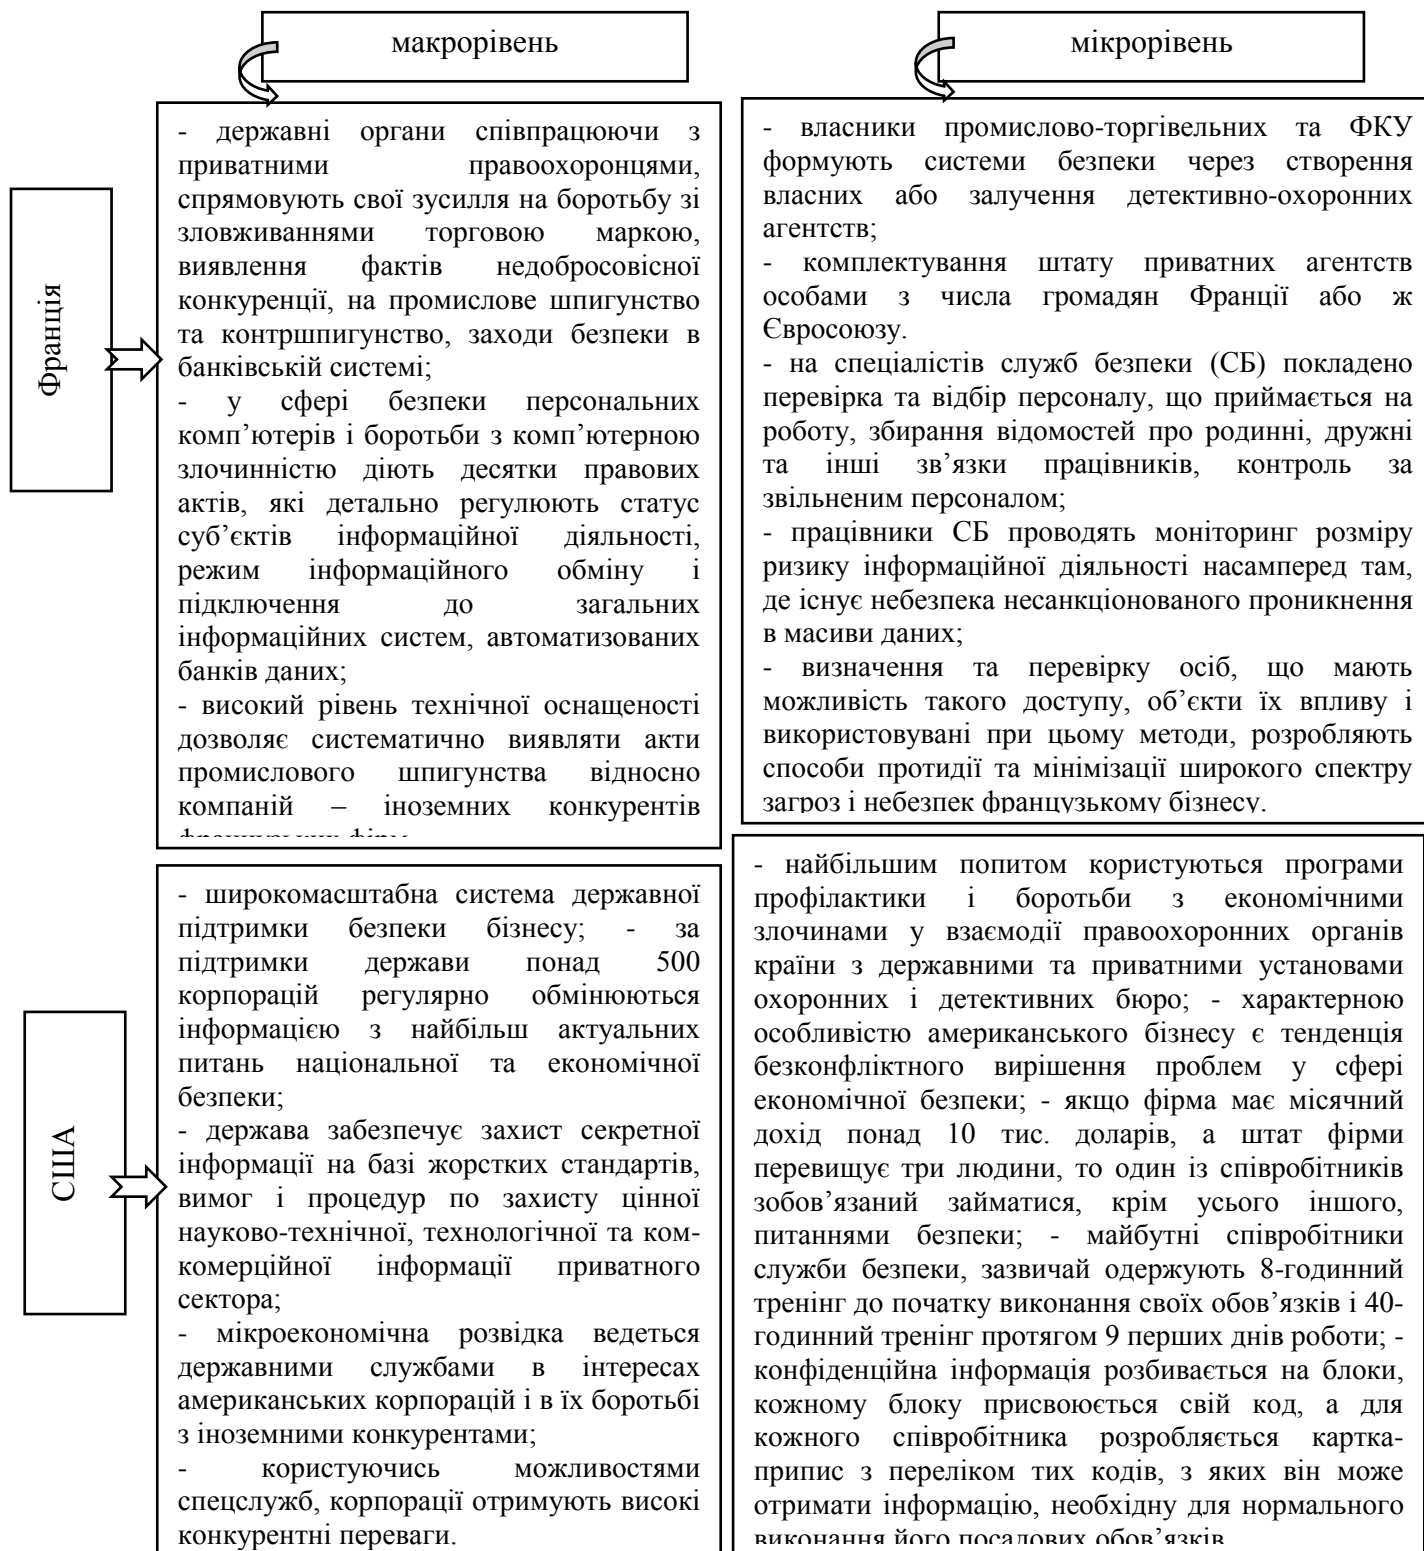 макрорівень
мікрорівень
Франція
- державні органи співпрацюючи з
приватними правоохоронцями,
спрямовують свої зусилля на боротьбу зі
зловживаннями торговою маркою,
виявлення фактів недобросовісної
конкуренції, на промислове шпигунство
та контршпигунство, заходи безпеки в
банківській системі;
- у сфері безпеки персональних
комп’ютерів і боротьби з комп’ютерною
злочинністю діють десятки правових
актів, які детально регулюють статус
суб’єктів інформаційної діяльності,
режим інформаційного обміну і
підключення до загальних
інформаційних систем, автоматизованих
банків даних;
- високий рівень технічної оснащеності
дозволяє систематично виявляти акти
промислового шпигунства відносно
компаній – іноземних конкурентів
- власники промислово-торгівельних та ФКУ
формують системи безпеки через створення
власних або залучення детективно-охоронних
агентств;
- комплектування штату приватних агентств
особами з числа громадян Франції або ж
Євросоюзу.
- на спеціалістів служб безпеки (СБ) покладено
перевірка та відбір персоналу, що приймається на
роботу, збирання відомостей про родинні, дружні
та інші зв’язки працівників, контроль за
звільненим персоналом;
- працівники СБ проводять моніторинг розміру
ризику інформаційної діяльності насамперед там,
де існує небезпека несанкціонованого проникнення
в масиви даних;
- визначення та перевірку осіб, що мають
можливість такого доступу, об’єкти їх впливу і
використовувані при цьому методи, розробляють
способи протидії та мінімізації широкого спектру
загроз і небезпек французькому бізнесу.
США
- широкомасштабна система державної
підтримки безпеки бізнесу; - за
підтримки держави понад 500
корпорацій регулярно обмінюються
інформацією з найбільш актуальних
питань національної та економічної
безпеки;
- держава забезпечує захист секретної
інформації на базі жорстких стандартів,
вимог і процедур по захисту цінної
науково-технічної, технологічної та ком-
комерційної інформації приватного
сектора;
- мікроекономічна розвідка ведеться
державними службами в інтересах
американських корпорацій і в їх боротьбі
з іноземними конкурентами;
- користуючись можливостями
спецслужб, корпорації отримують високі
конкурентні переваги.
- найбільшим попитом користуються програми
профілактики і боротьби з економічними
злочинами у взаємодії правоохоронних органів
країни з державними та приватними установами
охоронних і детективних бюро; - характерною
особливістю американського бізнесу є тенденція
безконфліктного вирішення проблем у сфері
економічної безпеки; - якщо фірма має місячний
дохід понад 10 тис. доларів, а штат фірми
перевищує три людини, то один із співробітників
зобов’язаний займатися, крім усього іншого,
питаннями безпеки; - майбутні співробітники
служби безпеки, зазвичай одержують 8-годинний
тренінг до початку виконання своїх обов’язків і 40-
годинний тренінг протягом 9 перших днів роботи; -
конфіденційна інформація розбивається на блоки,
кожному блоку присвоюється свій код, а для
кожного співробітника розробляється картка-
припис з переліком тих кодів, з яких він може
отримати інформацію, необхідну для нормального
виконання його посадових обов’язків